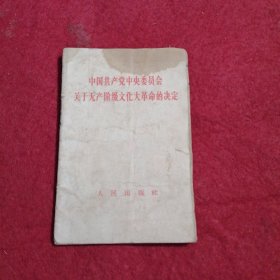 中国共产党中央委员会
关于无产阶级文化大革命的决定
人民出版社